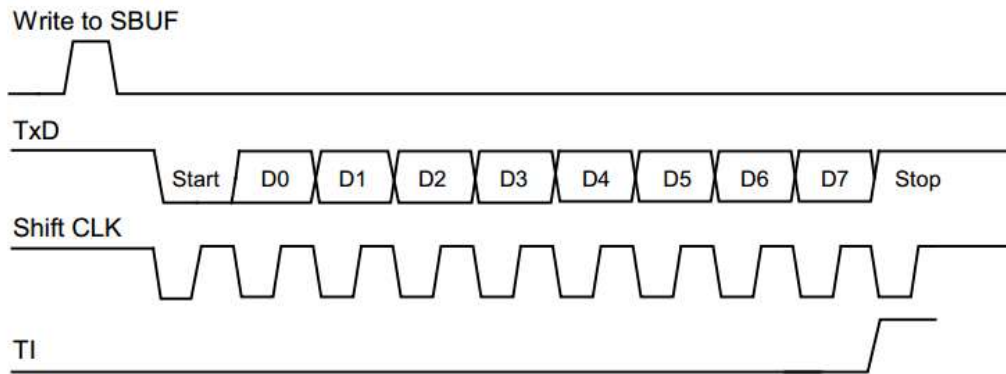 Write to SBUF
TxD
Start D0 D1 D2 D3 D4 D5 D6 D7 Stop
Shift CLK
TI